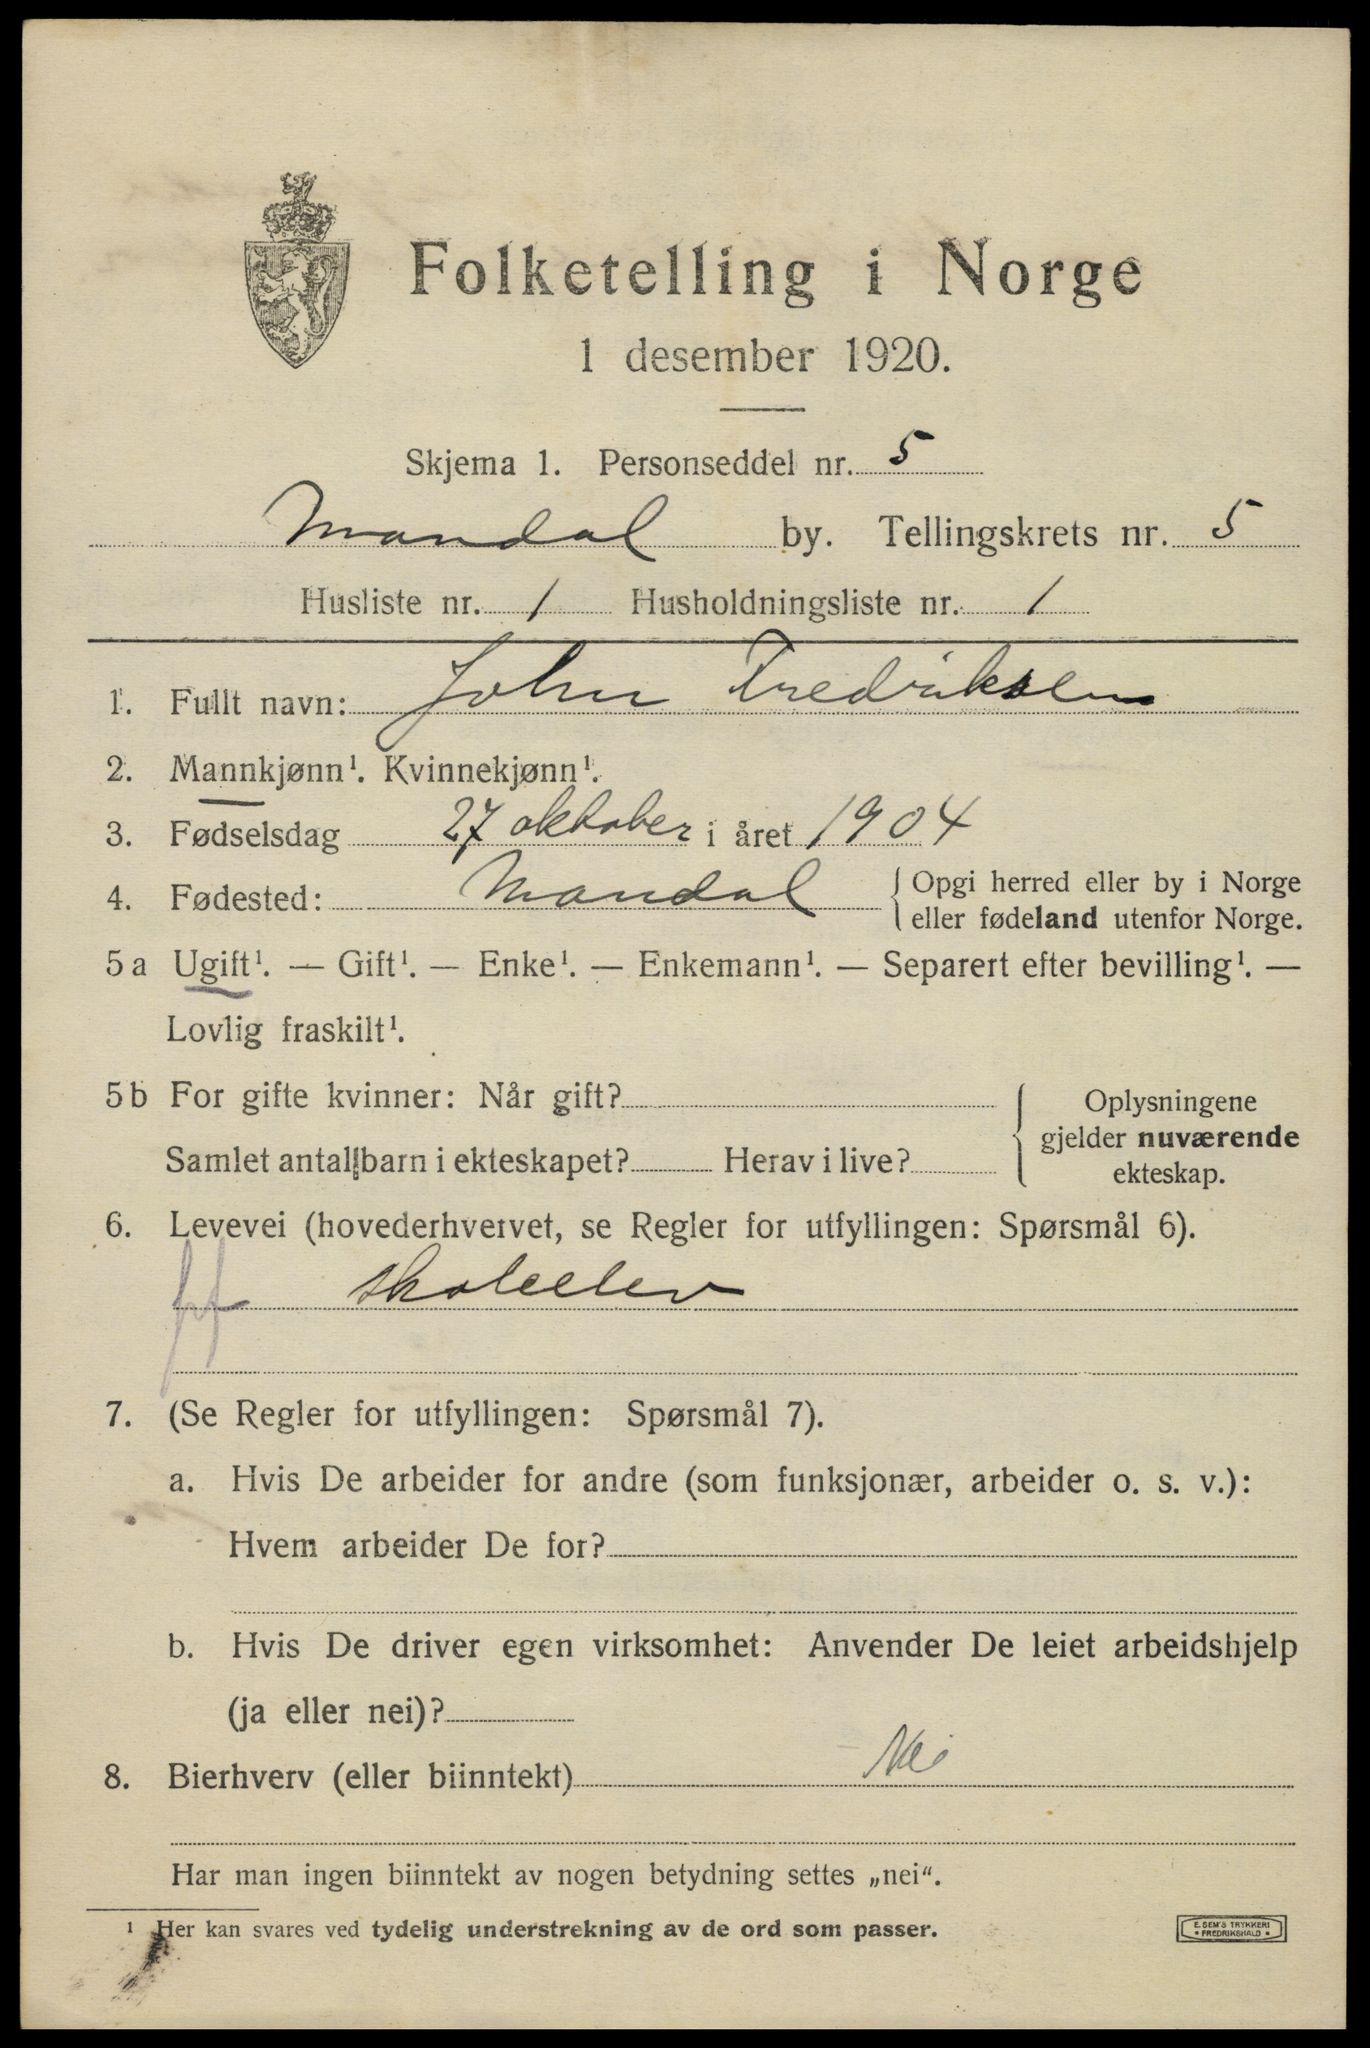 Folketelling i Norge
1 desember 1920.
Skjema 1. Personseddel nr. 5
Mandal by. Tellingskrets nr. 5
Husliste nr. 1 Husholdningsliste nr. 1
1. Fullt navn: John Fredriksen
2. Mannkjønn¹. Kvinnekjønn¹.
3. Fødselsdag 27 oktober i året 1904
4. Fødested: Mandal { Opgi herred eller by i Norge
eller fødeland utenfor Norge.
5a Ugift¹. — Gift¹. — Enke¹. — Enkemann¹. — Separert efter bevilling¹. —
Lovlig fraskilt¹.
5b For gifte kvinner: Når gift?
Samlet antall barn i ekteskapet? Herav i live?
{ Oplysningene
gjelder nuværende
ekteskap.
6. Levevei (hovederhvervet, se Regler for utfyllingen: Spørsmål 6).
skoleelev
7. (Se Regler for utfyllingen: Spørsmål 7).
a. Hvis De arbeider for andre (som funksjonær, arbeider o. s. v.):
Hvem arbeider De for?
b. Hvis De driver egen virksomhet: Anvender De leiet arbeidshjelp
(ja eller nei)?
8. Bierhverv (eller biinntekt) Nei
Har man ingen biinntekt av nogen betydning settes „nei“.
¹ Her kan svares ved tydelig understrekning av de ord som passer.
E. SEM'S TRYKKERI
* FREDRIKSHALD *